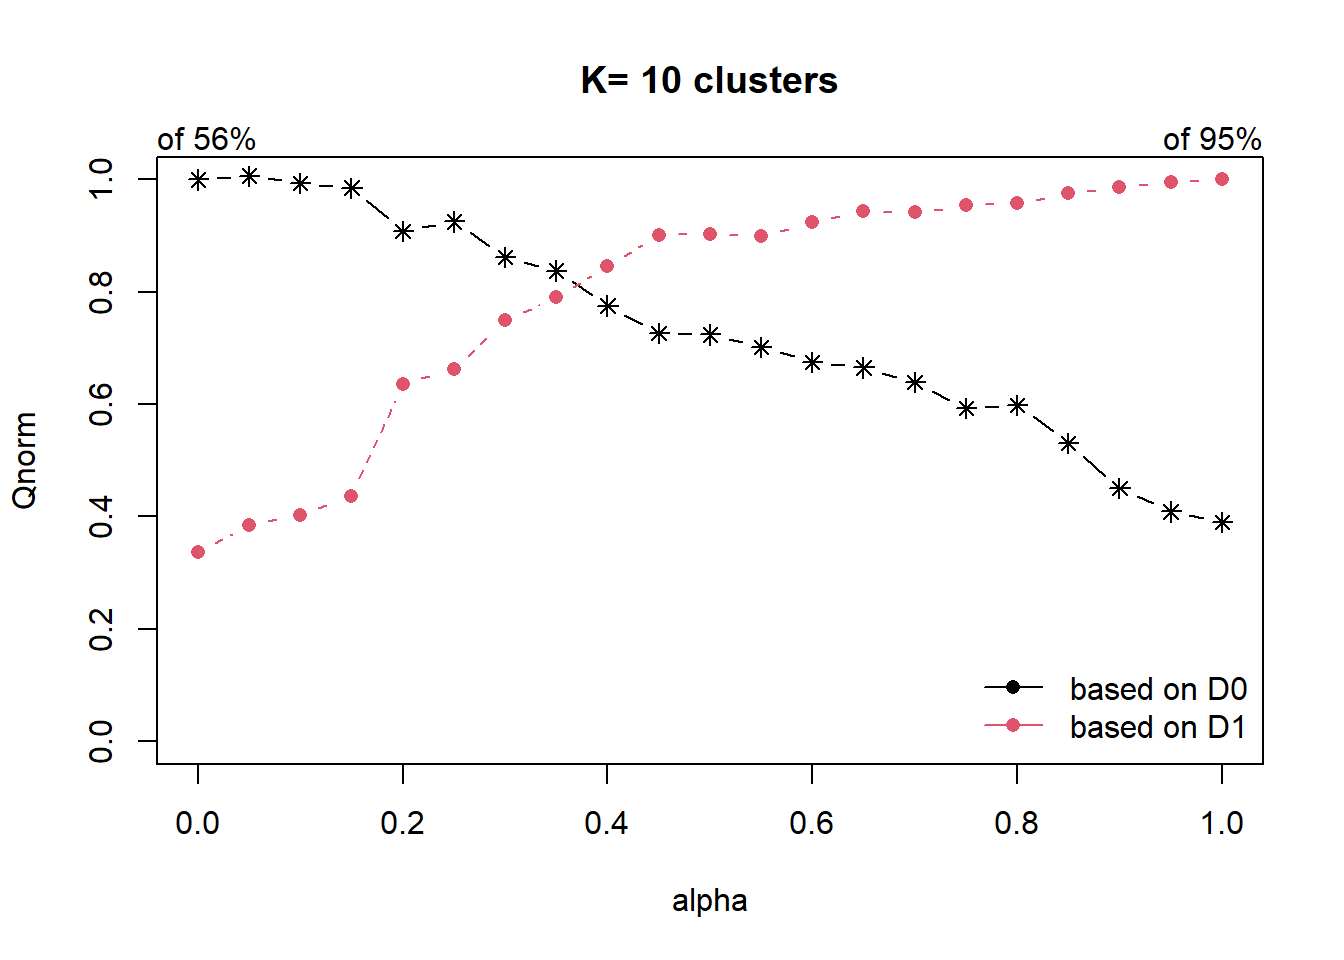 K= 10 clusters
of 56% of 95%
1.0
0.8
0.6
0.4
0.2
0.0
Qnorm
based on D0
based on D1
0.0 0.2 0.4 0.6 0.8 1.0
alpha